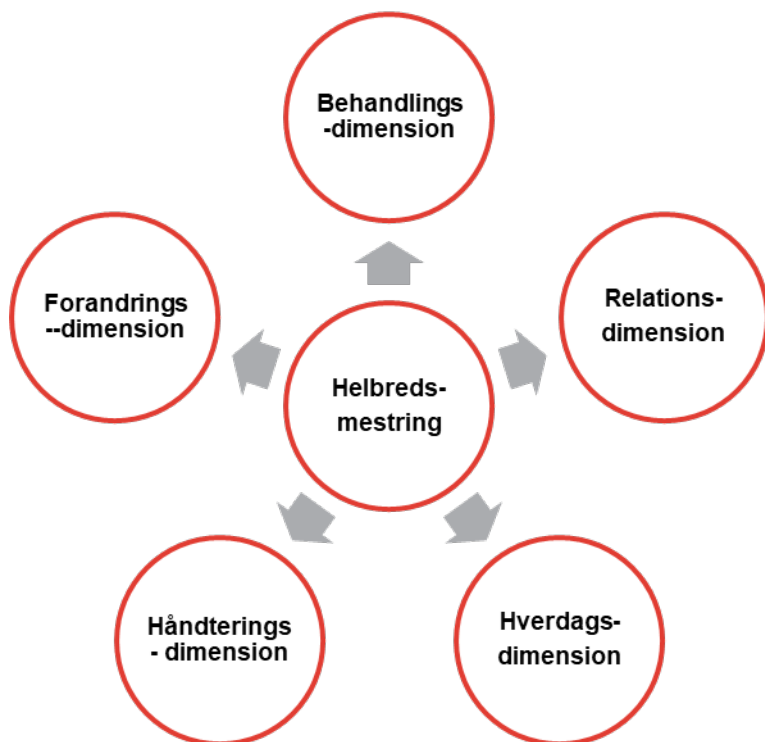 Behandlings
-dimension
Forandrings
--dimension
Relations-
dimension
Helbreds-
mestring
Håndterings
- dimension
Hverdags-
dimension